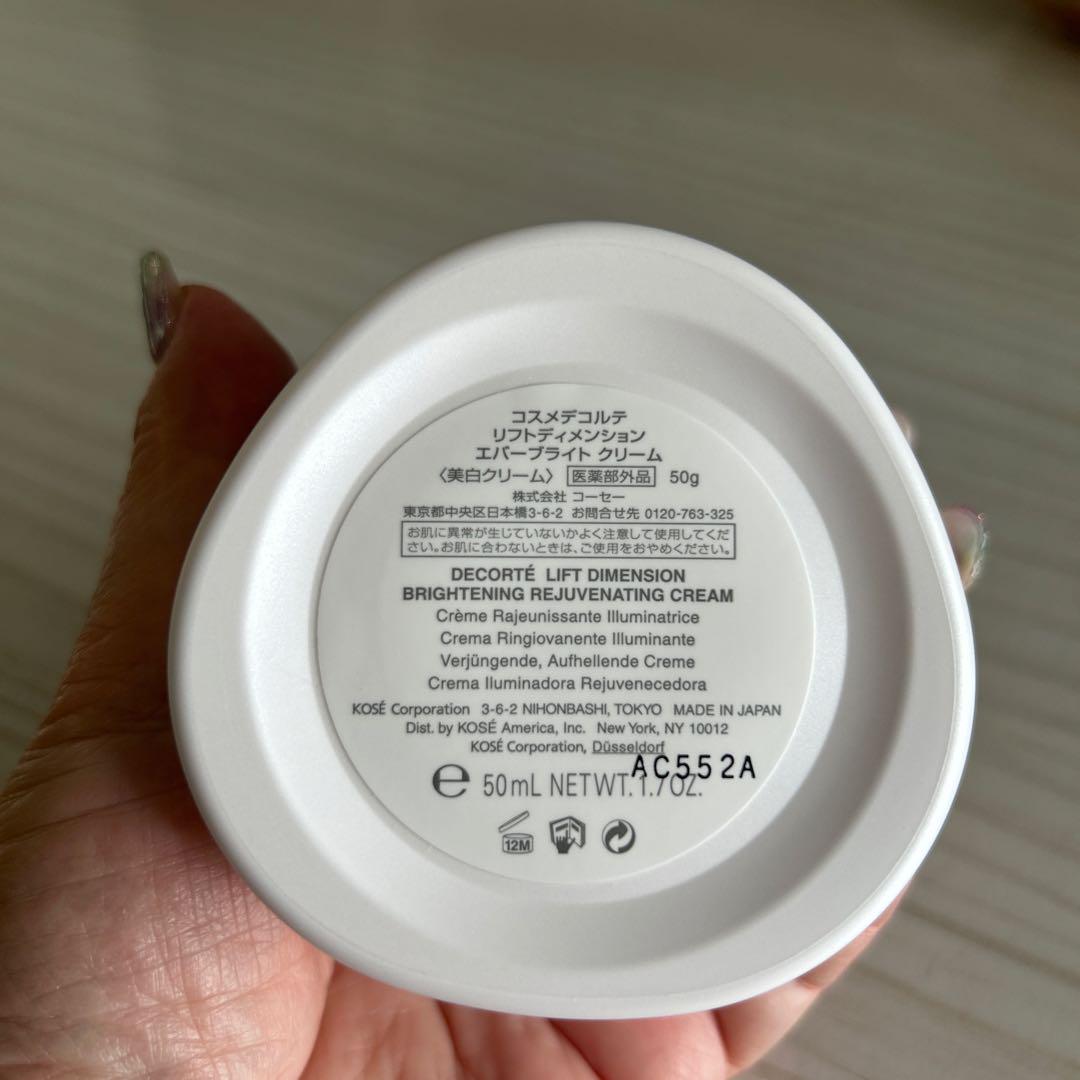 コスメデコルテ
リフトディメンション
エバーブライト クリーム
〈美白クリーム〉 医薬部外品 50g
株式会社 コーセー
東京都中央区日本橋3-6-2 お問合せ先 0120-763-325
お肌に異常が生じていないかよく注意して使用してくだ
さい。お肌に合わないときは、ご使用をおやめください。
DECORTÉ LIFT DIMENSION
BRIGHTENING REJUVENATING CREAM
Crème Rajeunissante Illuminatrice
Crema Ringiovanente Illuminante
Verjüngende, Aufhellende Creme
Crema Iluminadora Rejuvenecedora
KOSÉ Corporation 3-6-2 NIHONBASHI, TOKYO MADE IN JAPAN
Dist. by KOSÉ America, Inc. New York, NY 10012
KOSÉ Corporation, Düsseldorf
AC552A
℮ 50mL NETWT.1.7OZ.
12M